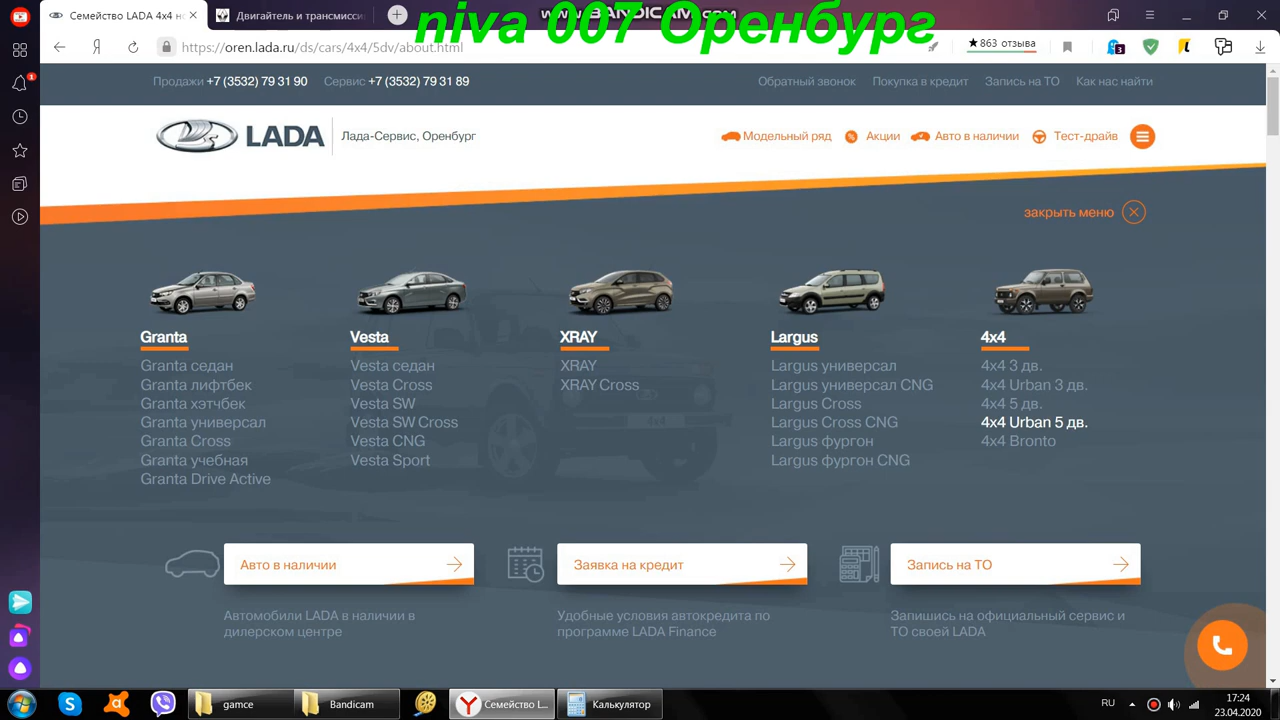 Семейство LADA 4x4 н
Двигатель и трансмисси
www.BANDICAM.com
niva 007 Оренбург
https://oren.lada.ru/ds/cars/4x4/5dv/about.html
★863 отзыва
3
1
Продажи +7 (3532) 79 31 90
Сервис +7 (3532) 79 31 89
Обратный звонок
Покупка в кредит
Запись на ТО
Как нас найти
LADA
Лада-Сервис, Оренбург
Модельный ряд
Акции
Авто в наличии
Тест-драйв
закрыть меню
Granta
Granta седан
Granta лифтбек
Granta хэтчбек
Granta универсал
Granta Cross
Granta учебная
Granta Drive Active
Vesta
Vesta седан
Vesta Cross
Vesta SW
Vesta SW Cross
Vesta CNG
Vesta Sport
XRAY
XRAY
XRAY Cross
Largus
Largus универсал
Largus универсал CNG
Largus Cross
Largus Cross CNG
Largus фургон
Largus фургон CNG
4x4
4x4 3 дв.
4x4 Urban 3 дв.
4x4 5 дв.
4x4 Urban 5 дв.
4x4 Bronto
Авто в наличии
Автомобили LADA в наличии в
дилерском центре
Заявка на кредит
Удобные условия автокредита по
программе LADA Finance
Запись на ТО
Запишись на официальный сервис и
ТО своей LADA
gamce
Bandicam
Семейство L...
Калькулятор
RU
17:24
23.04.2020